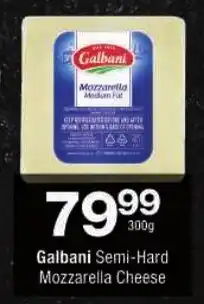 Galbani
Mozzarella
Medium Fat
79.99
300g
Galbani Semi-Hard
Mozzarella Cheese